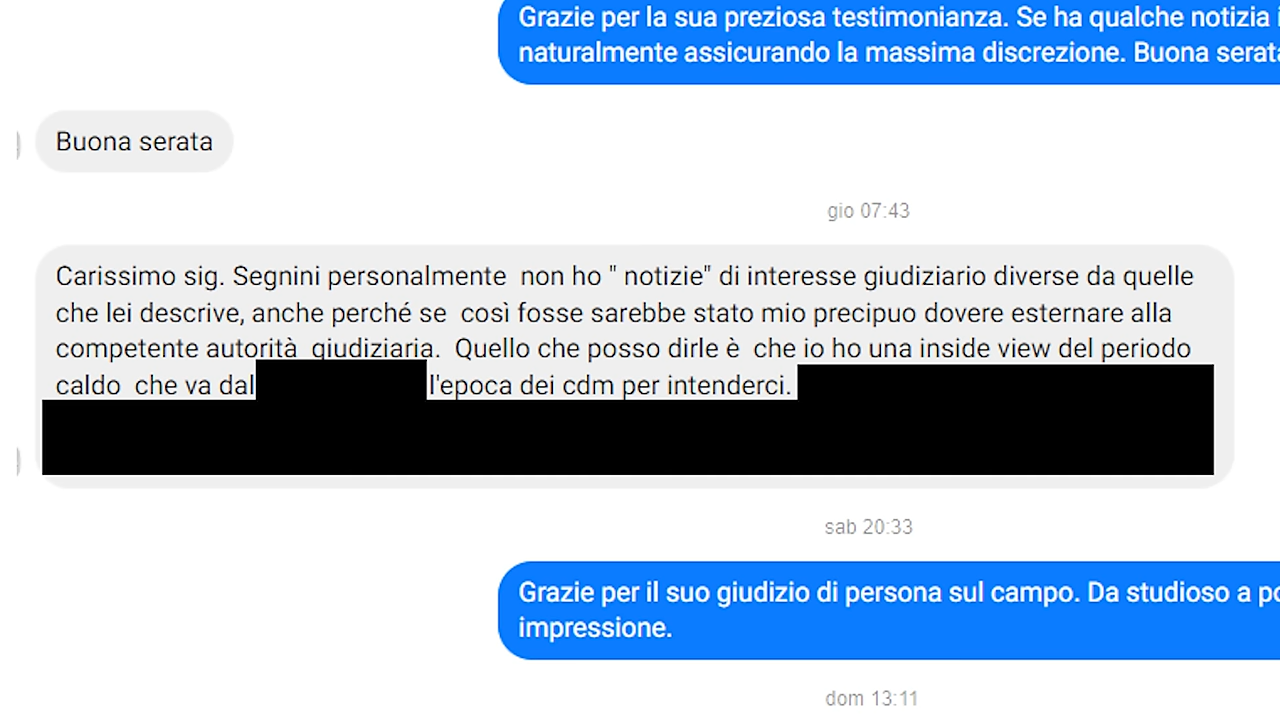 Grazie per la sua preziosa testimonianza. Se ha qualche notizia
naturalmente assicurando la massima discrezione. Buona serata
Buona serata
gio 07:43
Carissimo sig. Segnini personalmente non ho " notizie" di interesse giudiziario diverse da quelle
che lei descrive, anche perché se così fosse sarebbe stato mio precipuo dovere esternare alla
competente autorità giudiziaria. Quello che posso dirle è che io ho una inside view del periodo
caldo che va dal l'epoca dei cdm per intenderci.
sab 20:33
Grazie per il suo giudizio di persona sul campo. Da studioso a
impressione.
dom 13:11